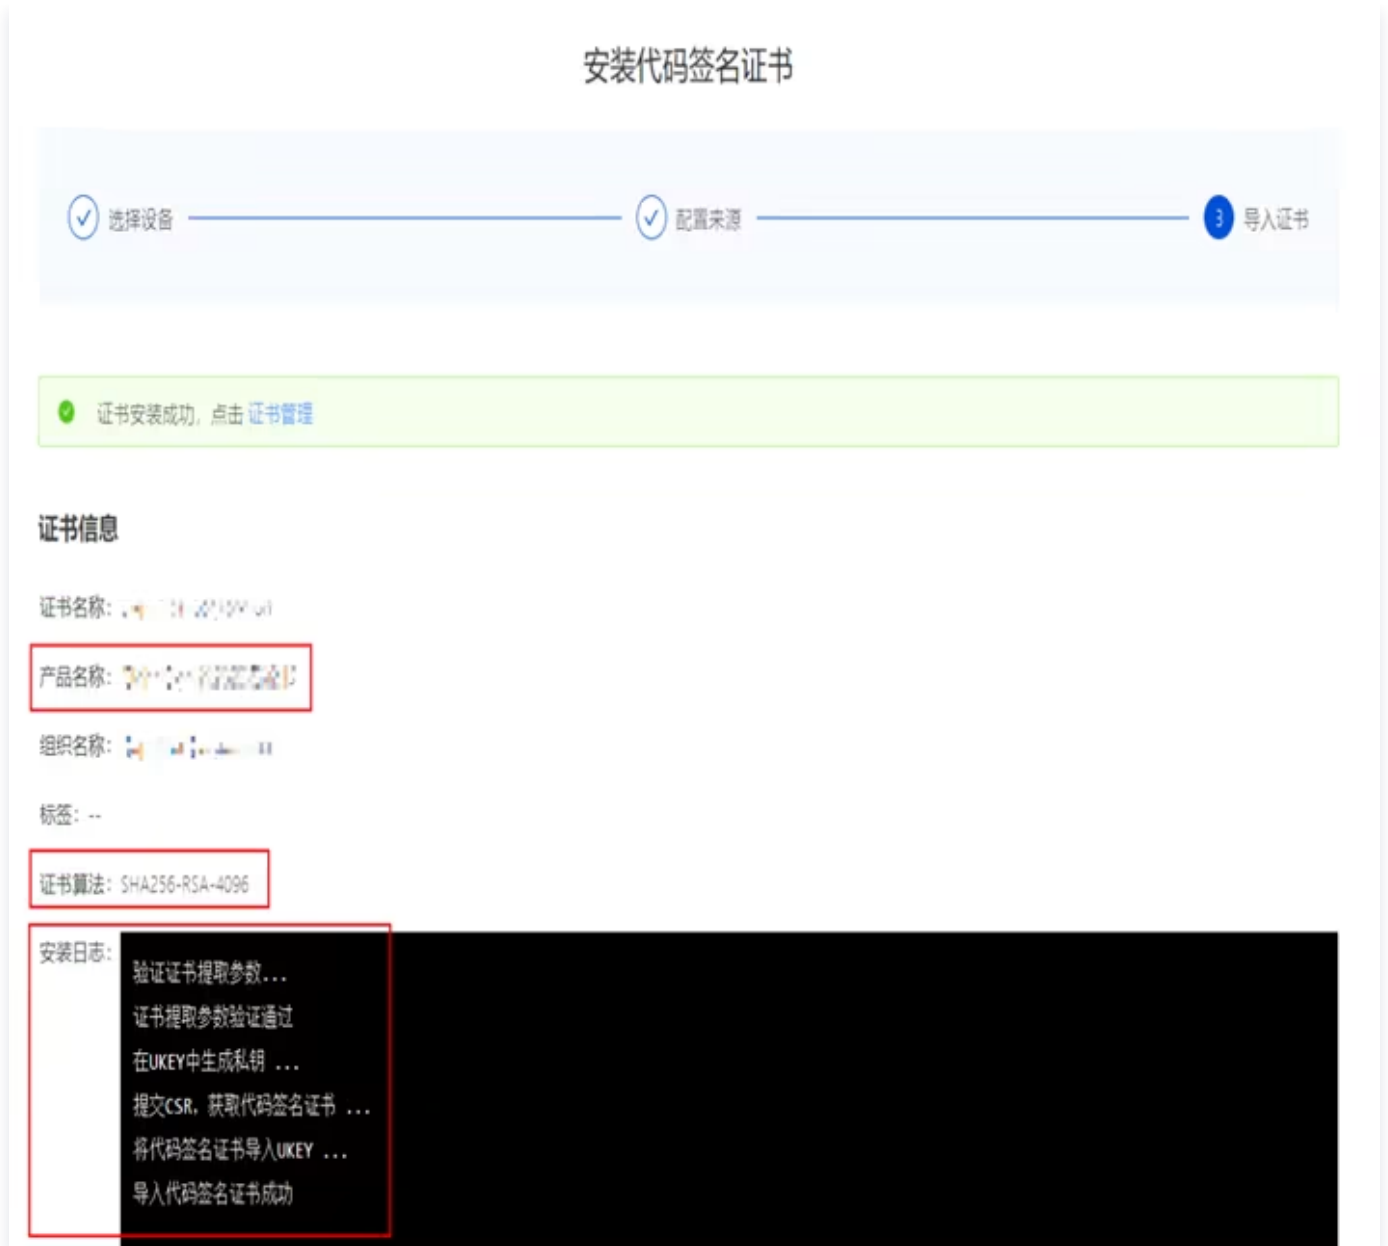 安装代码签名证书
选择设备
配置来源
3
导入证书
证书安装成功，点击 证书管理
证书信息
证书名称：
产品名称：
组织名称：
标签：--
证书算法：SHA256-RSA-4096
安装日志：
验证证书提取参数...
证书提取参数验证通过
在UKEY中生成私钥 ...
提交CSR，获取代码签名证书 ...
将代码签名证书导入UKEY ...
导入代码签名证书成功